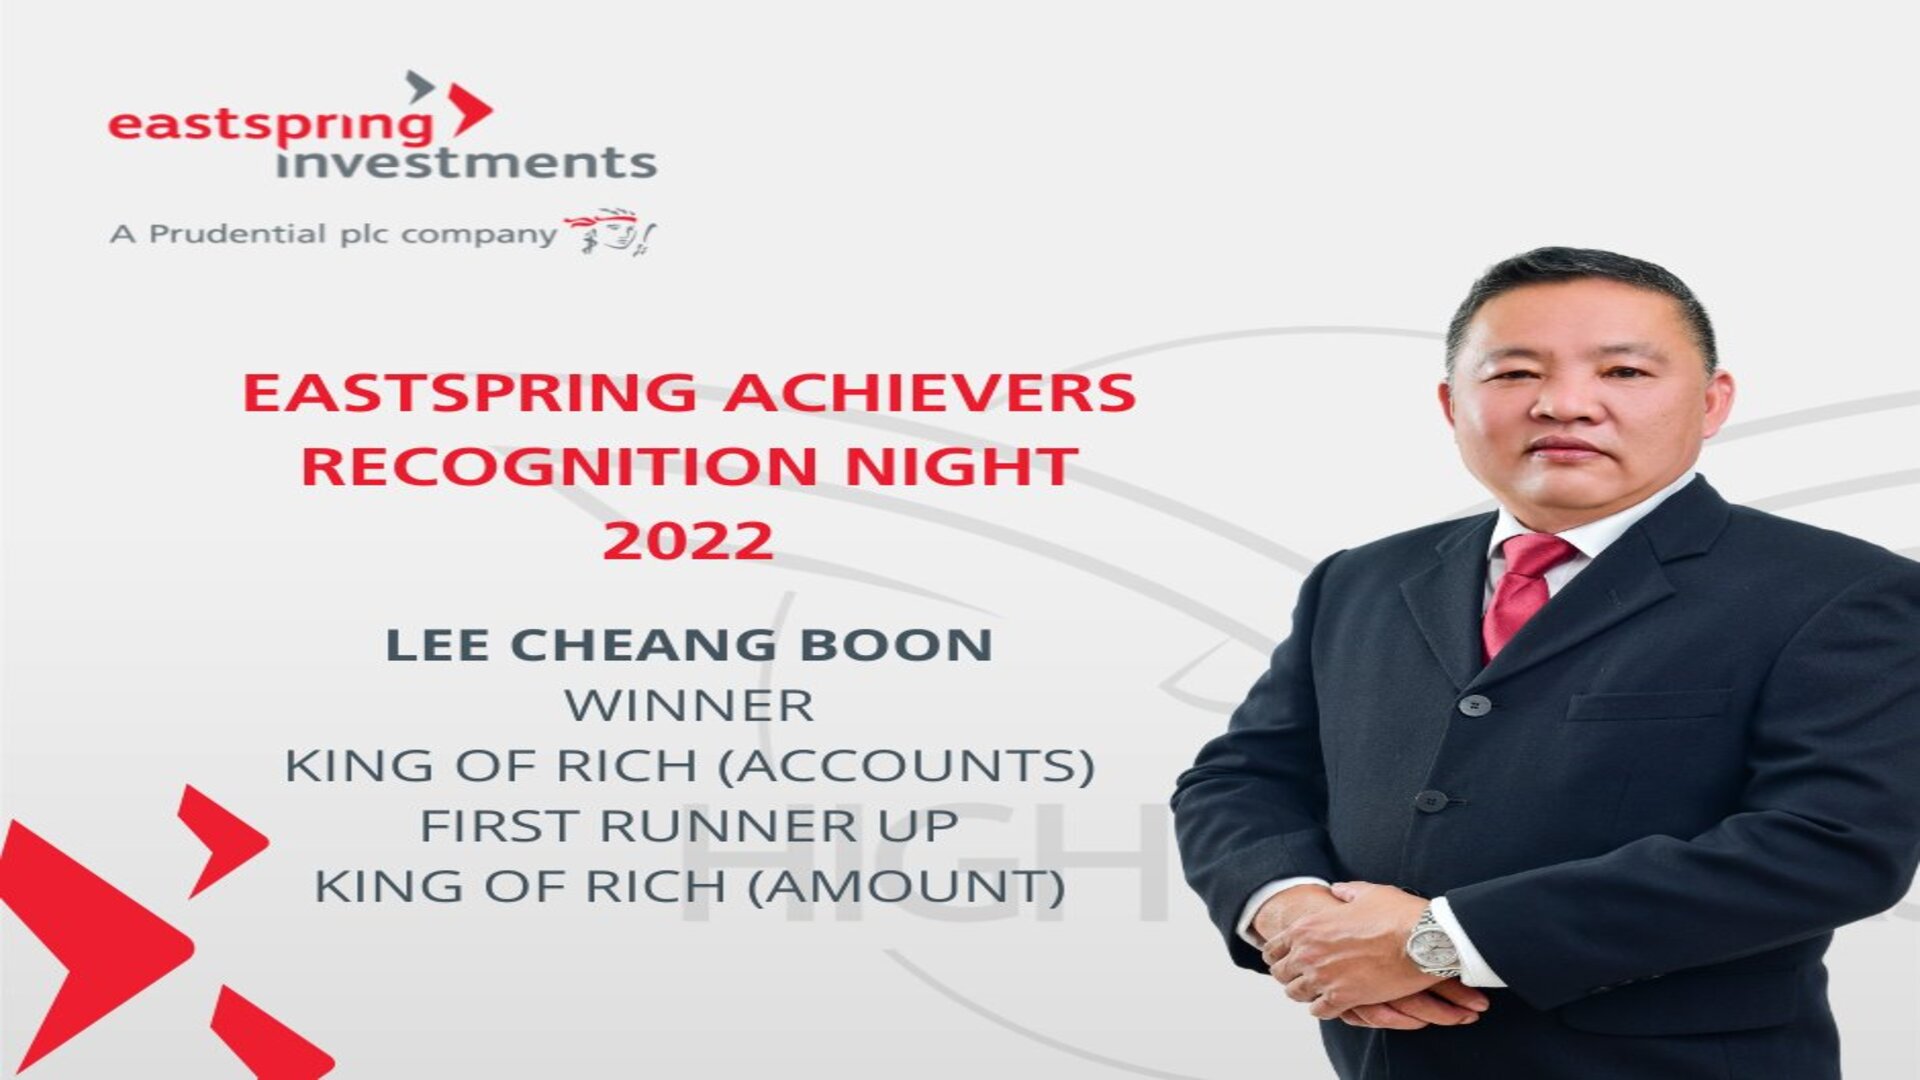 eastspring
investments
A Prudential plc company
EASTSPRING ACHIEVERS
RECOGNITION NIGHT
2022
LEE CHEANG BOON
WINNER
KING OF RICH (ACCOUNTS)
FIRST RUNNER UP
KING OF RICH (AMOUNT)
HIGH